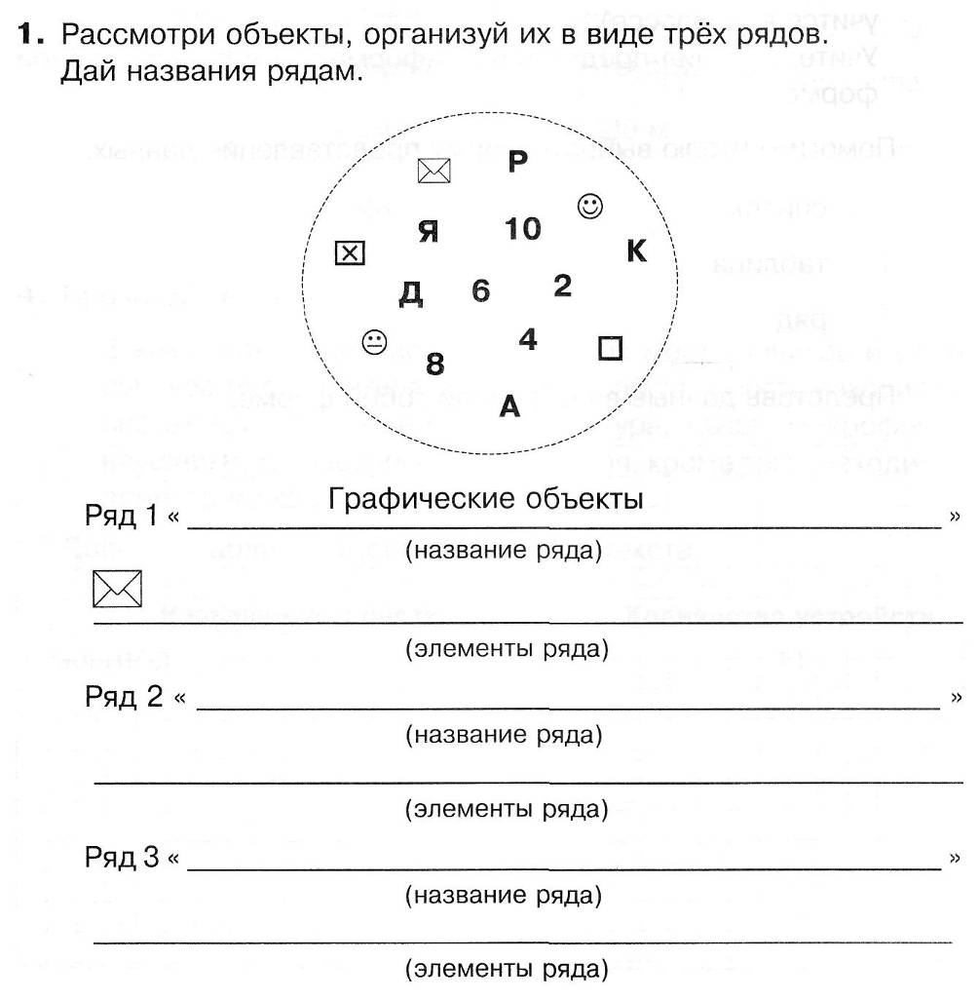 1. Рассмотри объекты, организуй их в виде трёх рядов.
Дай названия рядам.
Р
Я 10
К
Д 6 2
4
8
А
Ряд 1 « Графические объекты »
(название ряда)
(элементы ряда)
Ряд 2 « »
(название ряда)
(элементы ряда)
Ряд 3 « »
(название ряда)
(элементы ряда)